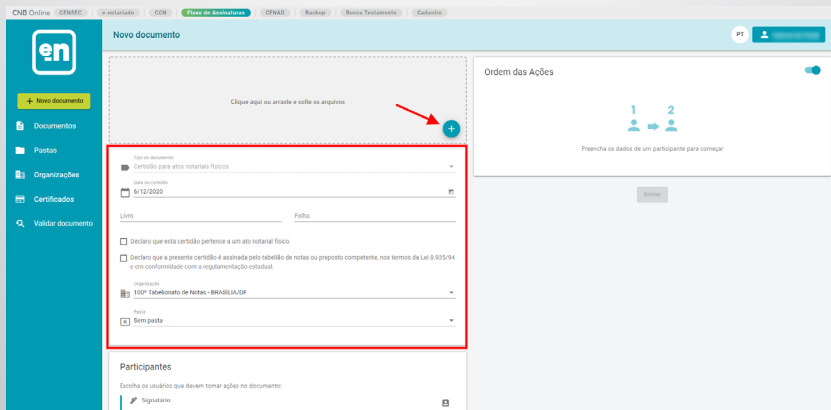 CNB Online CENSEC e-notariado CCN Fluxo de Assinaturas CENAD Backup Busca Testamento Cadastro
en
Novo documento
PT
+ Novo documento
Documentos
Pastas
Organizações
Certificados
Validar documento
Clique aqui ou arraste e solte os arquivos
+
Tipo do documento
Certidão para atos notariais físicos
Data da Certidão
6/12/2020
Livro
Folha
Declaro que esta certidão pertence a um ato notarial físico
Declaro que a presente certidão é assinada pelo tabelião de notas ou preposto competente, nos termos da Lei 8.935/94
e em conformidade com a regulamentação estadual.
Organização
100º Tabelionato de Notas - BRASÍLIA/DF
Pasta
Sem pasta
Participantes
Escolha os usuários que devem tomar ações no documento:
Signatário
Ordem das Ações
1 2
Preencha os dados de um participante para começar
Enviar